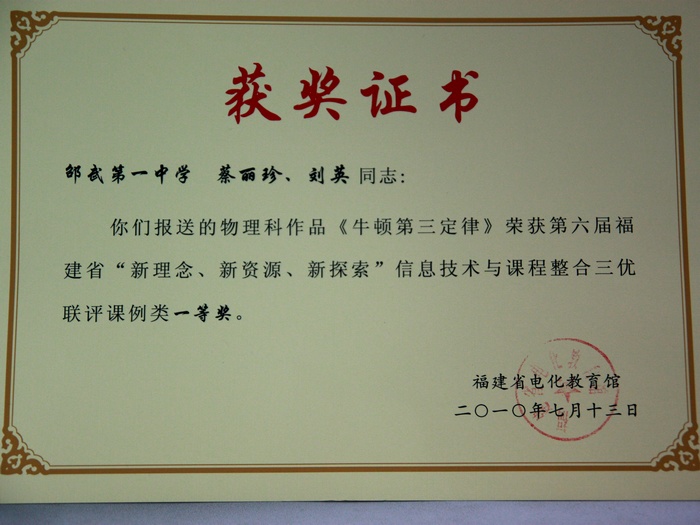 获奖证书
邵武第一中学　蔡丽珍、刘英同志：
你们报送的物理科作品《牛顿第三定律》荣获第六届福
建省“新理念、新资源、新探索”信息技术与课程整合三优
联评课例类一等奖。
福建省电化教育馆
二〇一〇年七月十三日